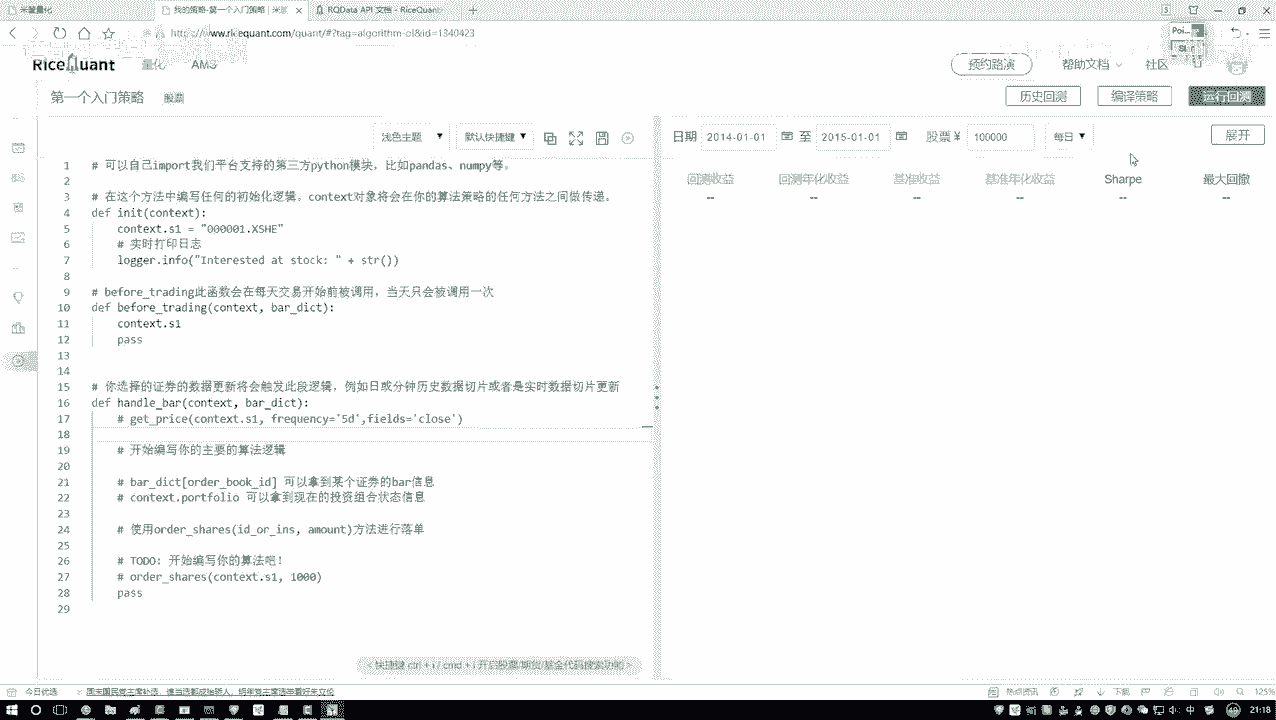 米筐量化
我的策略-第一个入门策略 | 米筐
RQData API 文档 - RiceQuant
http://www.ricequant.com/quant/#?tag=algorithm-ol&id=1340423
RiceQuant 量化 AMS 预约路演 帮助文档 社区
第一个入门策略 历史回测 编译策略 运行回测
浅色主题 默认快捷键 日期 2014-01-01 至 2015-01-01 股票 ¥ 100000 每日 展开
回测收益 回测年化收益 基准收益 基准年化收益 Sharpe 最大回撤
-- -- -- -- -- --
1 # 可以自己import我们平台支持的第三方python模块，比如pandas、numpy等。
2
3 # 在这个方法中编写任何的初始化逻辑。context对象将会在你的算法策略的任何方法之间做传递。
4 def init(context):
5 context.s1 = "000001.XSHE"
6 # 实时打印日志
7 logger.info("Interested at stock: " + str())
8
9 # before_trading此函数会在每天交易开始前被调用，当天只会被调用一次
10 def before_trading(context, bar_dict):
11 context.s1
12 pass
13
14
15 # 你选择的证券的数据更新将会触发此段逻辑，例如日或分钟历史数据切片或者是实时数据切片更新
16 def handle_bar(context, bar_dict):
17 # get_price(context.s1, frequency='5d',fields='close')
18
19 # 开始编写你的主要的算法逻辑
20
21 # bar_dict[order_book_id] 可以拿到某个证券的bar信息
22 # context.portfolio 可以拿到现在的投资组合状态信息
23
24 # 使用order_shares(id_or_ins, amount)方法进行落单
25
26 # TODO: 开始编写你的算法吧！
27 # order_shares(context.s1, 1000)
28 pass
29
< 快捷键 ctrl + i / cmd + i 开启股票/期货/基金代码搜索功能 >
今日优选 热点资讯 下载 125%
中 21:18